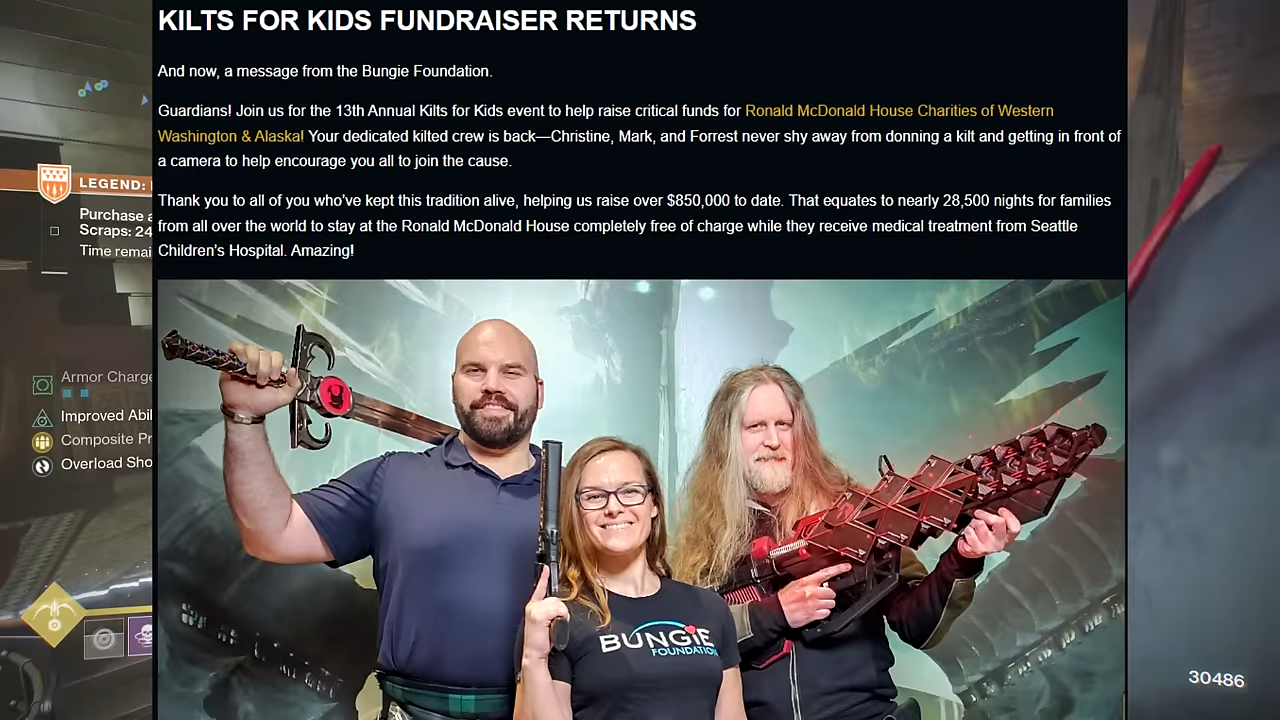 KILTS FOR KIDS FUNDRAISER RETURNS
And now, a message from the Bungie Foundation.
Guardians! Join us for the 13th Annual Kilts for Kids event to help raise critical funds for Ronald McDonald House Charities of Western
Washington & Alaska! Your dedicated kilted crew is back—Christine, Mark, and Forrest never shy away from donning a kilt and getting in front of
a camera to help encourage you all to join the cause.
Thank you to all of you who've kept this tradition alive, helping us raise over $850,000 to date. That equates to nearly 28,500 nights for families
from all over the world to stay at the Ronald McDonald House completely free of charge while they receive medical treatment from Seattle
Children's Hospital. Amazing!
LEGEND:
Purchase a
Scraps: 24
Time remai
Armor Charge
Improved Abil
Composite Pr
Overload Sho
BUNGIE
FOUNDATION
30486